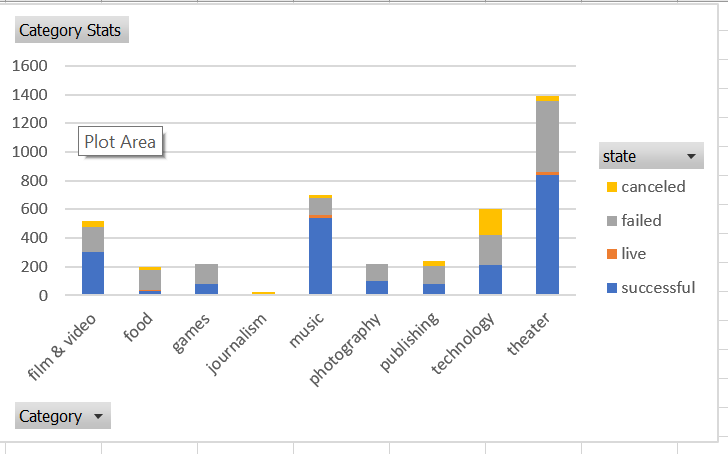 Category Stats
1600
1400
1200
1000
800
600
400
200
0
Plot Area
film & video
food
games
journalism
music
photography
publishing
technology
theater
state
canceled
failed
live
successful
Category